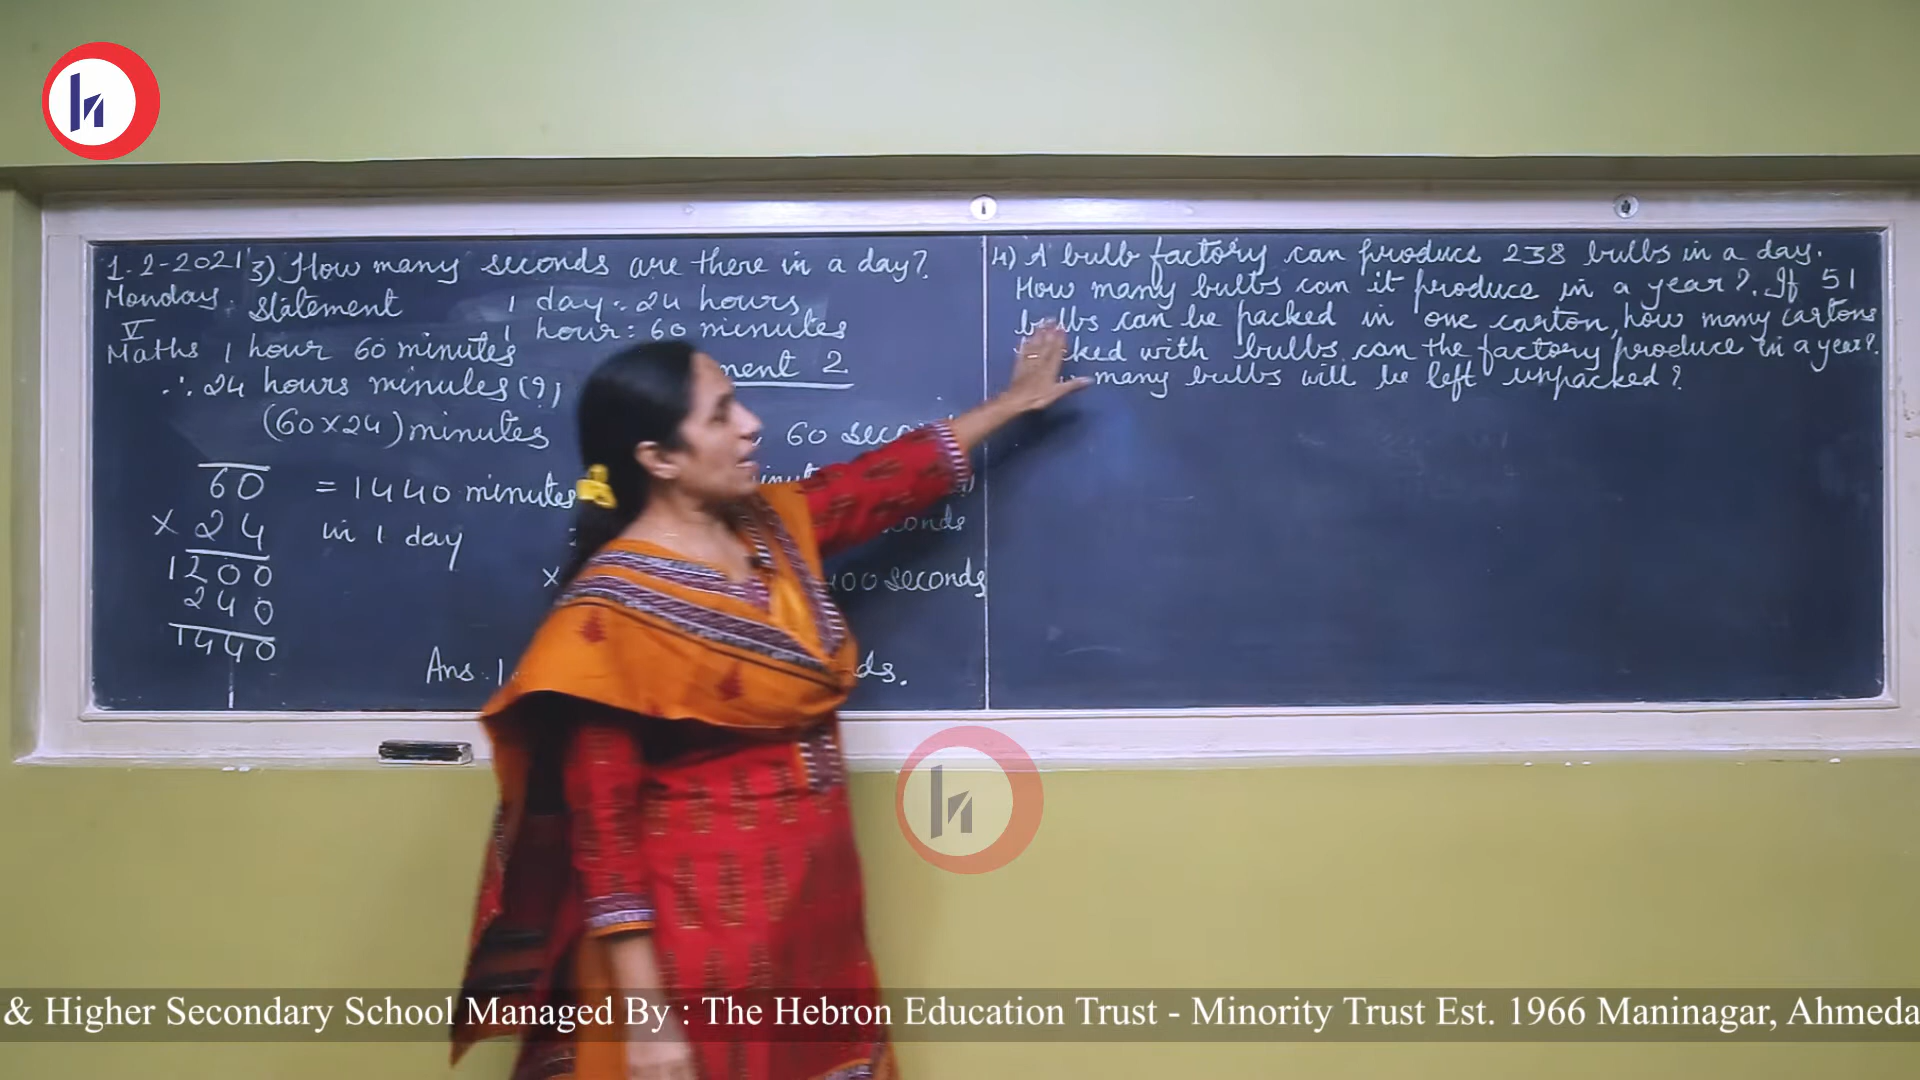 1-2-2021
Monday
V
Maths
3) How many seconds are there in a day?
Statement
1 day = 24 hours
1 hour = 60 minutes
1 hour 60 minutes
∴ 24 hours minutes (?)
(60×24) minutes
60
× 24
1200
240
1440
= 1440 minutes
in 1 day
2
60
seconds
×
400 seconds
Ans. 1
4) A bulb factory can produce 238 bulbs in a day.
How many bulbs can it produce in a year?. If 51
bulbs can be packed in one carton, how many cartons
packed with bulbs can the factory produce in a year?.
many bulbs will be left unpacked?
& Higher Secondary School Managed By : The Hebron Education Trust - Minority Trust Est. 1966 Maninagar, Ahmeda